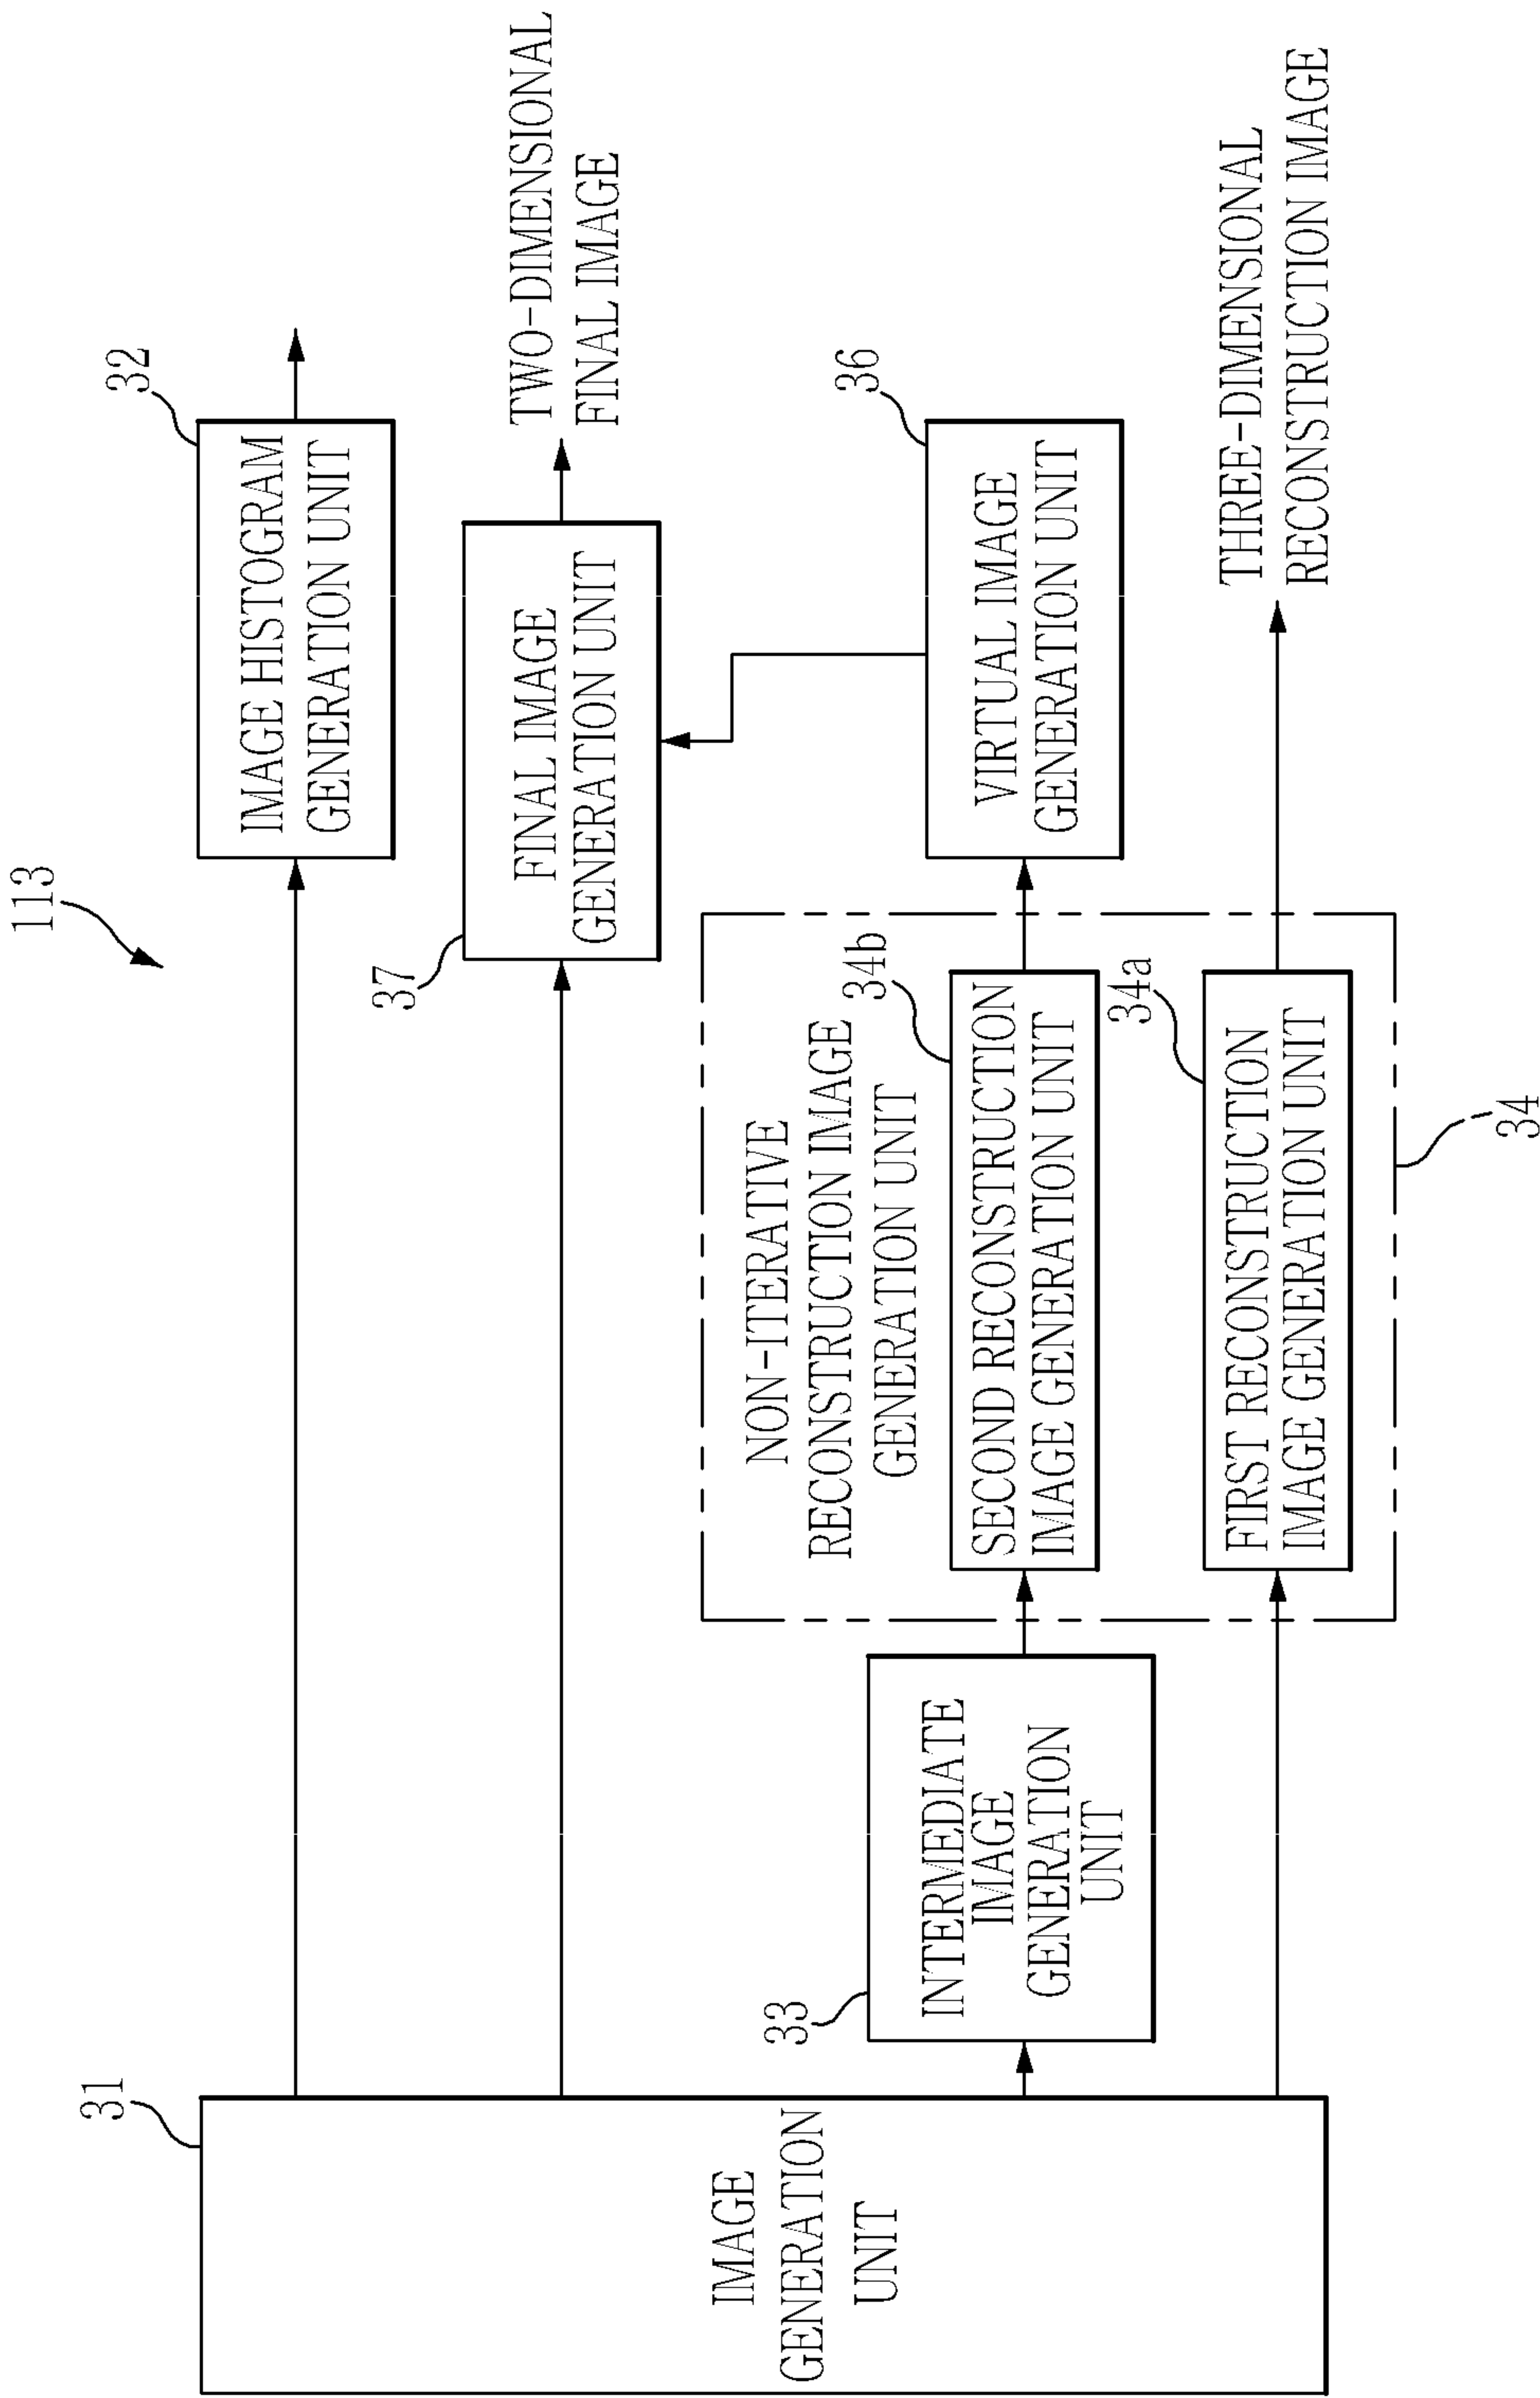 113
31
IMAGE
GENERATION
UNIT
32
IMAGE HISTOGRAM
GENERATION UNIT
37
FINAL IMAGE
GENERATION UNIT
TWO-DIMENSIONAL
FINAL IMAGE
33
INTERMEDIATE
IMAGE
GENERATION
UNIT
NON-ITERATIVE
RECONSTRUCTION IMAGE
GENERATION UNIT
34b
SECOND RECONSTRUCTION
IMAGE GENERATION UNIT
36
VIRTUAL IMAGE
GENERATION UNIT
34a
FIRST RECONSTRUCTION
IMAGE GENERATION UNIT
THREE-DIMENSIONAL
RECONSTRUCTION IMAGE
34